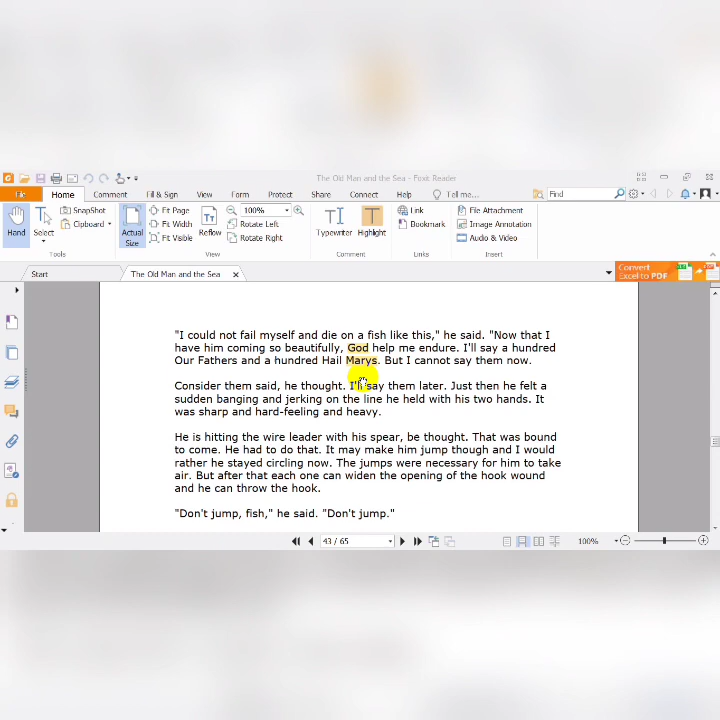 The Old Man and the Sea - Foxit Reader
File Home Comment Fill & Sign View Form Protect Share Connect Help Tell me... Find
Hand
Select
SnapShot
Clipboard
Actual Size
Fit Page
Fit Width
Fit Visible
Reflow
100%
Rotate Left
Rotate Right
Typewriter
Highlight
Link
Bookmark
File Attachment
Image Annotation
Audio & Video
Tools View Comment Links Insert
Start The Old Man and the Sea
Convert
Excel to PDF
"I could not fail myself and die on a fish like this," he said. "Now that I
have him coming so beautifully, God help me endure. I'll say a hundred
Our Fathers and a hundred Hail Marys. But I cannot say them now.
Consider them said, he thought. I'll say them later. Just then he felt a
sudden banging and jerking on the line he held with his two hands. It
was sharp and hard-feeling and heavy.
He is hitting the wire leader with his spear, be thought. That was bound
to come. He had to do that. It may make him jump though and I would
rather he stayed circling now. The jumps were necessary for him to take
air. But after that each one can widen the opening of the hook wound
and he can throw the hook.
"Don't jump, fish," he said. "Don't jump."
43 / 65 100%